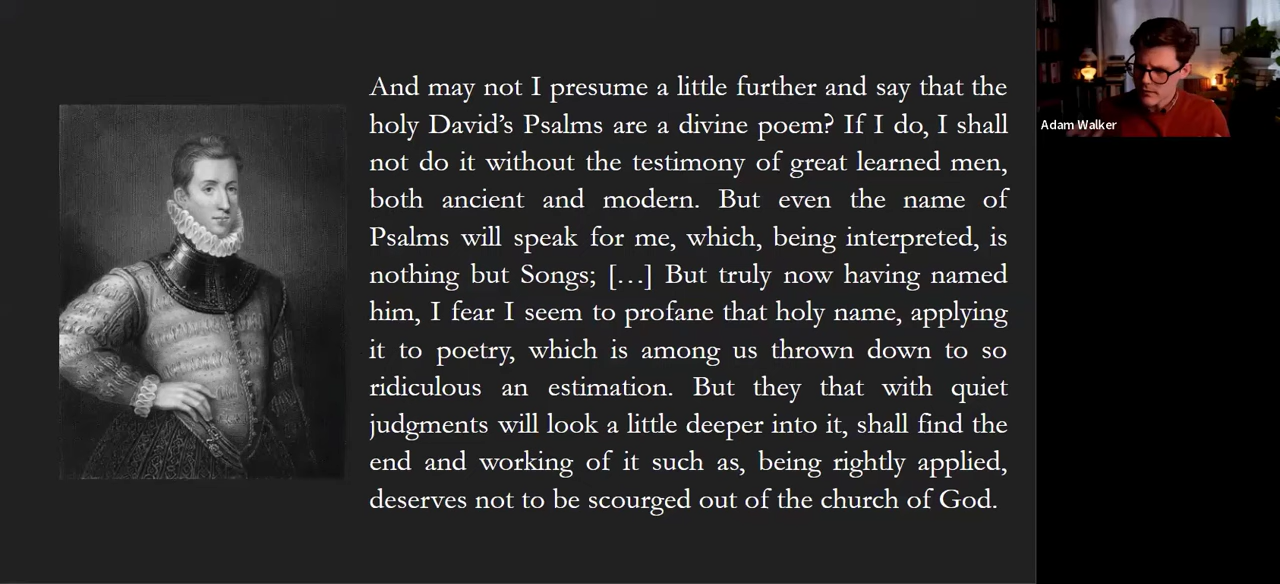 And may not I presume a little further and say that the
holy David's Psalms are a divine poem? If I do, I shall
not do it without the testimony of great learned men,
both ancient and modern. But even the name of
Psalms will speak for me, which, being interpreted, is
nothing but Songs; […] But truly now having named
him, I fear I seem to profane that holy name, applying
it to poetry, which is among us thrown down to so
ridiculous an estimation. But they that with quiet
judgments will look a little deeper into it, shall find the
end and working of it such as, being rightly applied,
deserves not to be scourged out of the church of God.
Adam Walker